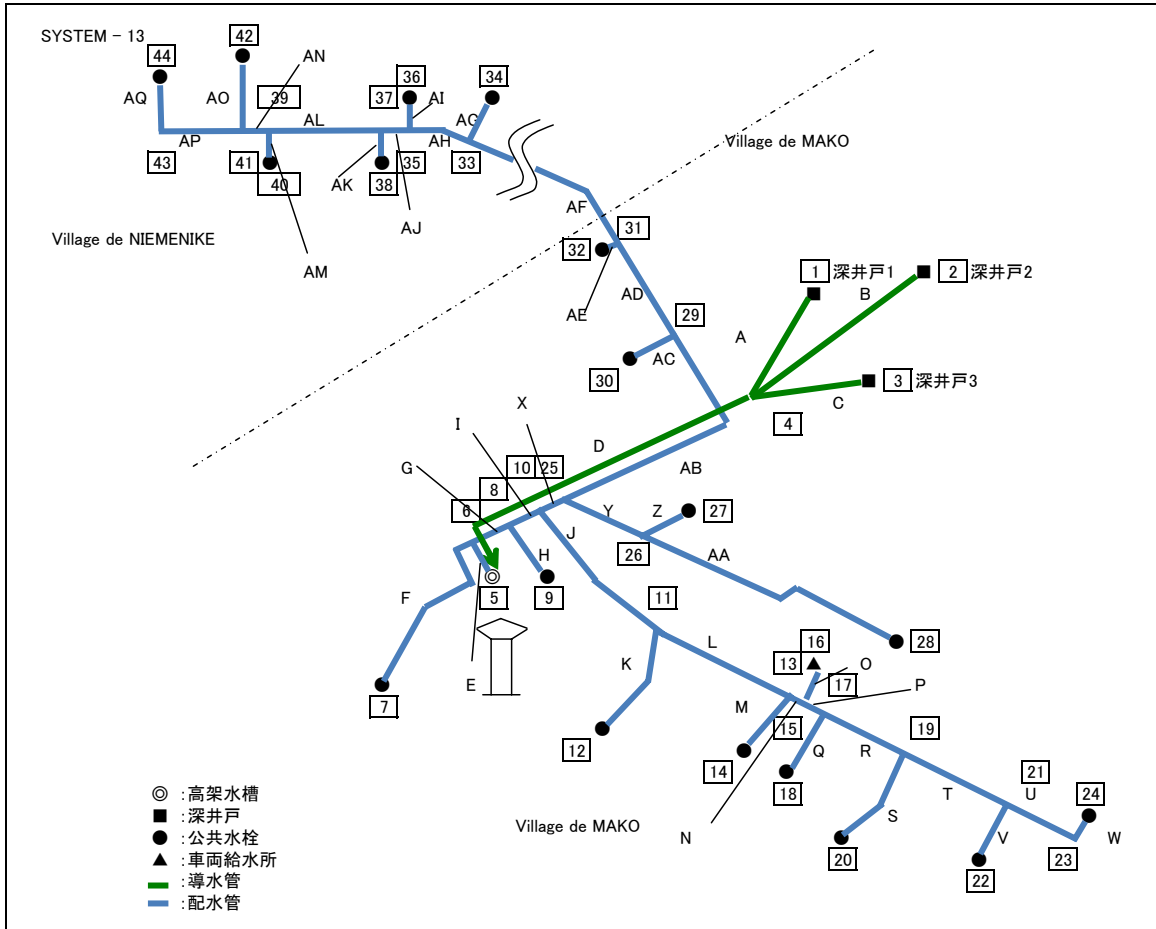 SYSTEM – 13
42
44
AN
36
34
AQ
AO
39
37
AI
AL
AG
AP
AH
Village de MAKO
43
41
40
AK
38
35
33
AJ
AF
Village de NIEMENIKE
31
32
AM
1 深井戸1
2 深井戸2
B
AD
AE
29
A
AC
30
3 深井戸3
C
X
4
I
D
G
10 25
AB
8
6
Y
Z
27
J
26
AA
H
F
5
9
11
28
16
L
13
O
K
17
P
E
7
M
15
19
12
14
Q
R
18
21
T
U
24
S
V
W
Village de MAKO
N
20
22
23
◎ :高架水槽
■ :深井戸
● :公共水栓
▲ :車両給水所
:導水管
:配水管